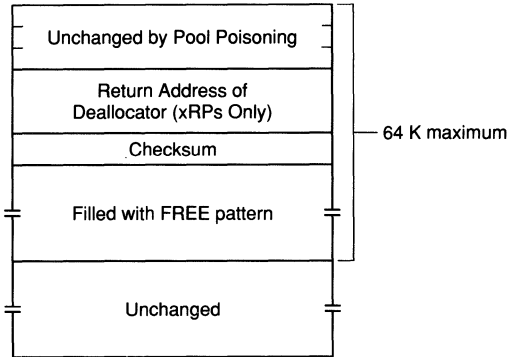 Unchanged by Pool Poisoning
Return Address of
Deallocator (xRPs Only)
Checksum
64 K maximum
Filled with FREE pattern
Unchanged